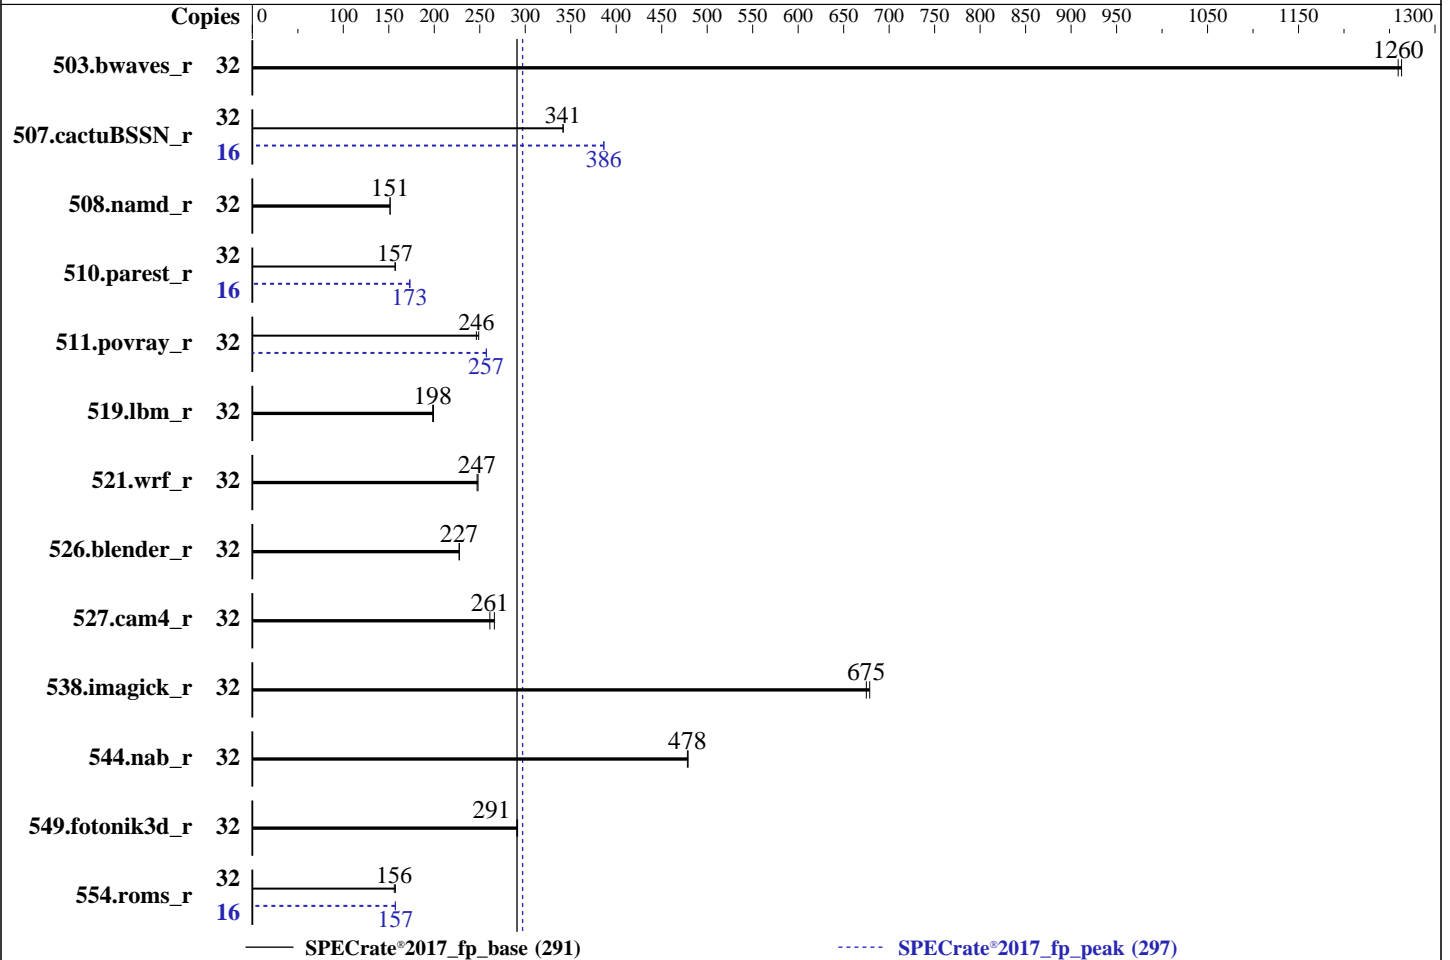 Copies 0 100 150 200 250 300 350 400 450 500 550 600 650 700 750 800 850 900 950 1050 1150 1300
503.bwaves_r 32 1260
507.cactuBSSN_r 32 341
16 386
508.namd_r 32 151
510.parest_r 32 157
16 173
511.povray_r 32 246
257
519.lbm_r 32 198
521.wrf_r 32 247
526.blender_r 32 227
527.cam4_r 32 261
538.imagick_r 32 675
544.nab_r 32 478
549.fotonik3d_r 32 291
554.roms_r 32 156
16 157
SPECrate®2017_fp_base (291) SPECrate®2017_fp_peak (297)